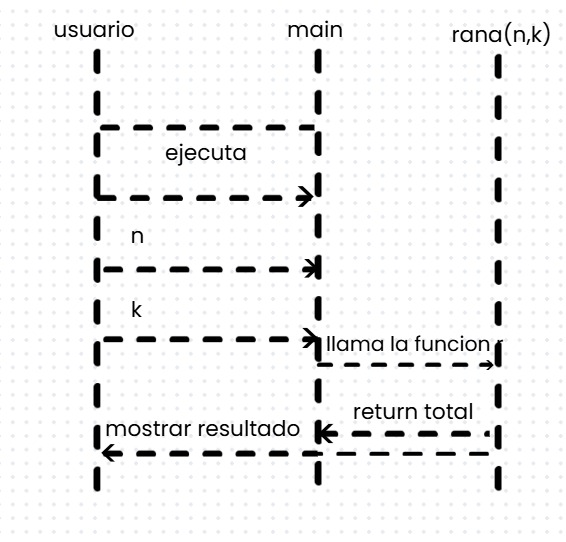 usuario
main
rana(n,k)
ejecuta
n
k
llama la funcion r
return total
mostrar resultado